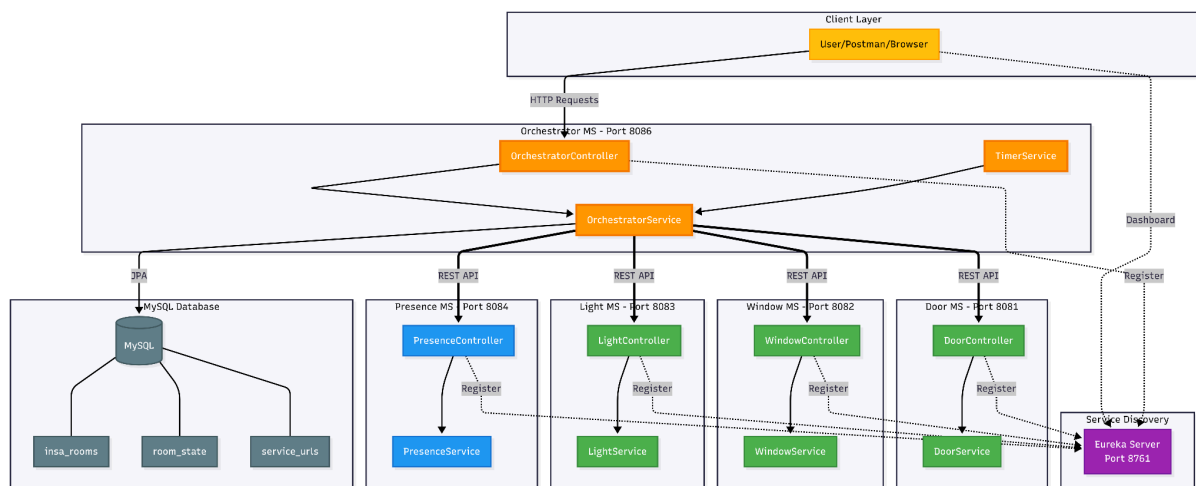 Client Layer
User/Postman/Browser
HTTP Requests
Orchestrator MS - Port 8086
OrchestratorController
TimerService
OrchestratorService
Dashboard
JPA
REST API
REST API
REST API
REST API
Register
MySQL Database
Presence MS - Port 8084
Light MS - Port 8083
Window MS - Port 8082
Door MS - Port 8081
MySQL
PresenceController
LightController
WindowController
DoorController
Register
Register
Register
Register
Service Discovery
insa_rooms
room_state
service_urls
PresenceService
LightService
WindowService
DoorService
Eureka Server
Port 8761